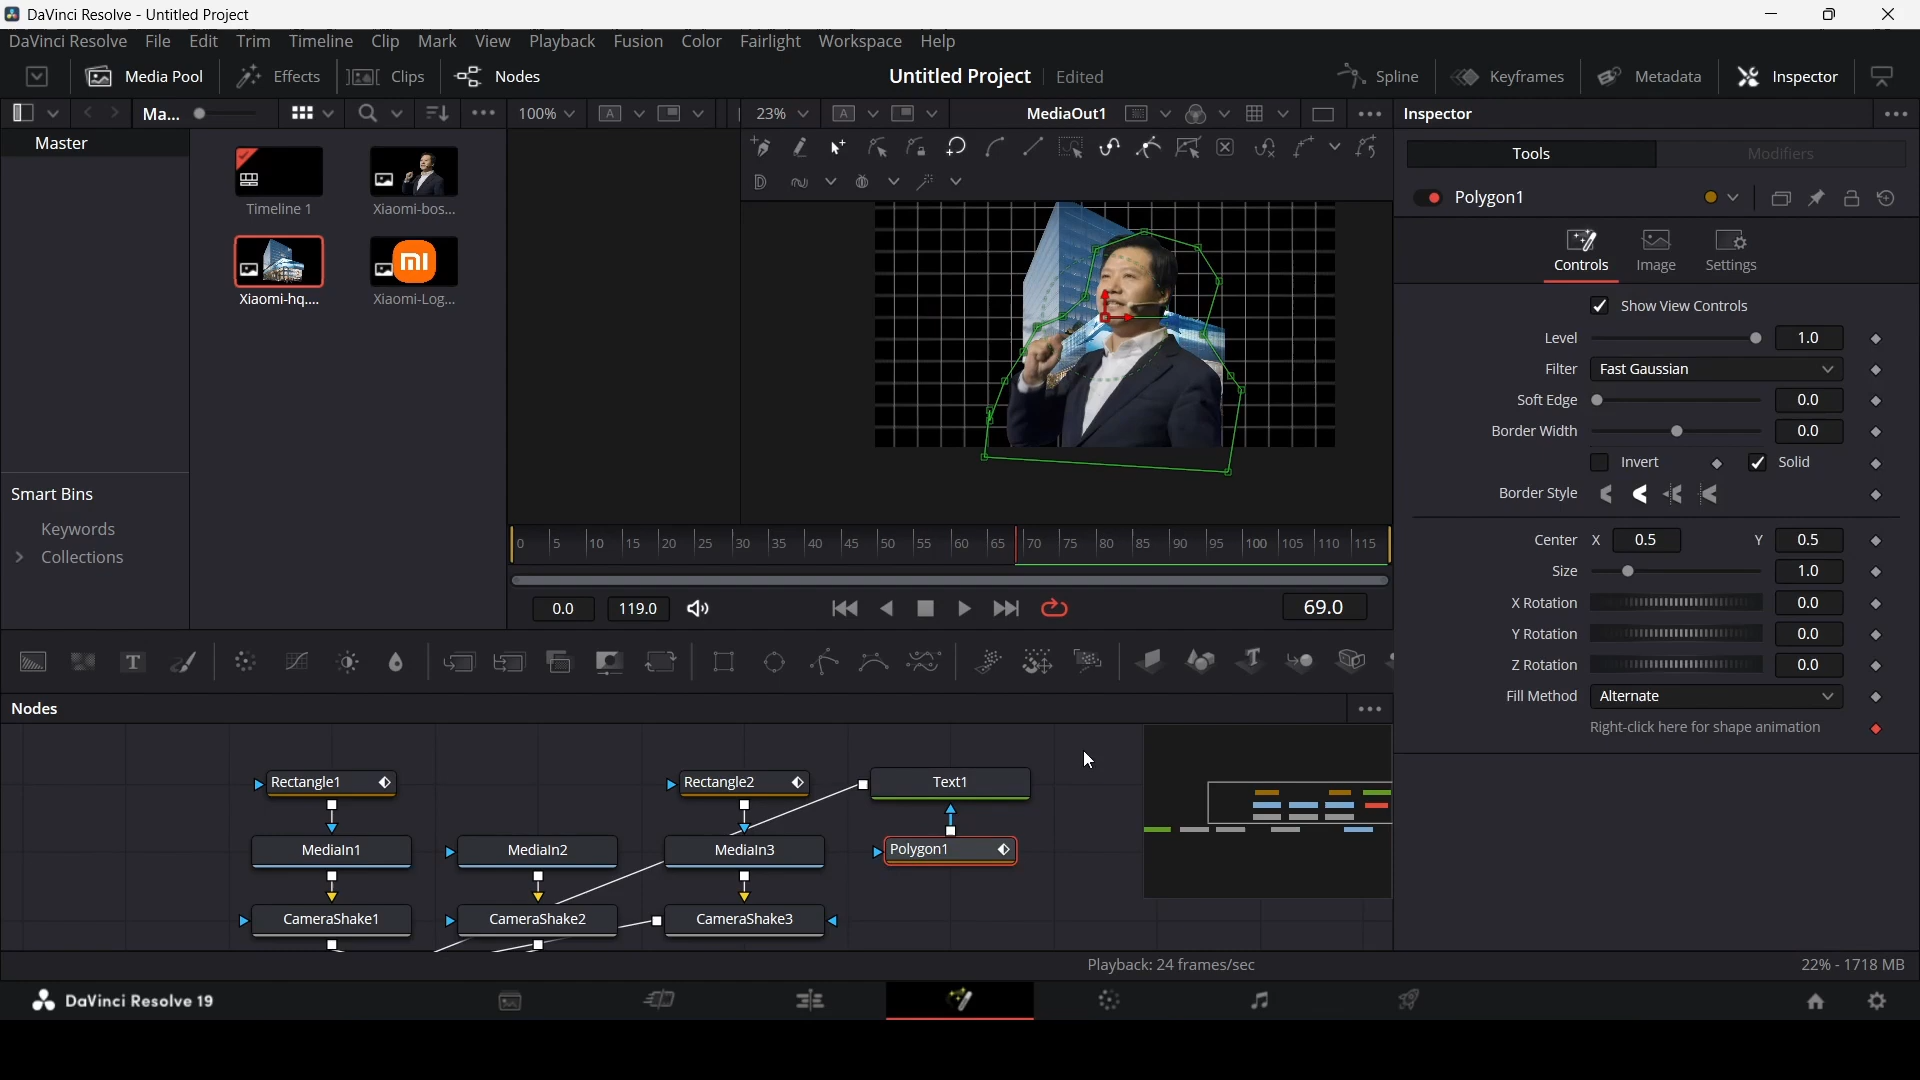 DaVinci Resolve - Untitled Project
DaVinci Resolve File Edit Trim Timeline Clip Mark View Playback Fusion Color Fairlight Workspace Help
Media Pool Effects Clips Nodes Untitled Project Edited Spline Keyframes Metadata Inspector
Ma... 100% A 23% A MediaOut1 Inspector
Master
Timeline 1
Xiaomi-bos...
Xiaomi-hq....
mi
Xiaomi-Log...
Smart Bins
Keywords
Collections
Tools Modifiers
Polygon1
Controls Image Settings
Show View Controls
Level 1.0
Filter Fast Gaussian
Soft Edge 0.0
Border Width 0.0
Invert Solid
Border Style
Center X 0.5 Y 0.5
Size 1.0
X Rotation 0.0
Y Rotation 0.0
Z Rotation 0.0
Fill Method Alternate
Right-click here for shape animation
0 5 10 15 20 25 30 35 40 45 50 55 60 65 70 75 80 85 90 95 100 105 110 115
0.0 119.0 69.0
T T
Nodes
Rectangle1 Rectangle2 Text1
MediaIn1 MediaIn2 MediaIn3 Polygon1
CameraShake1 CameraShake2 CameraShake3
Playback: 24 frames/sec 22% - 1718 MB
DaVinci Resolve 19